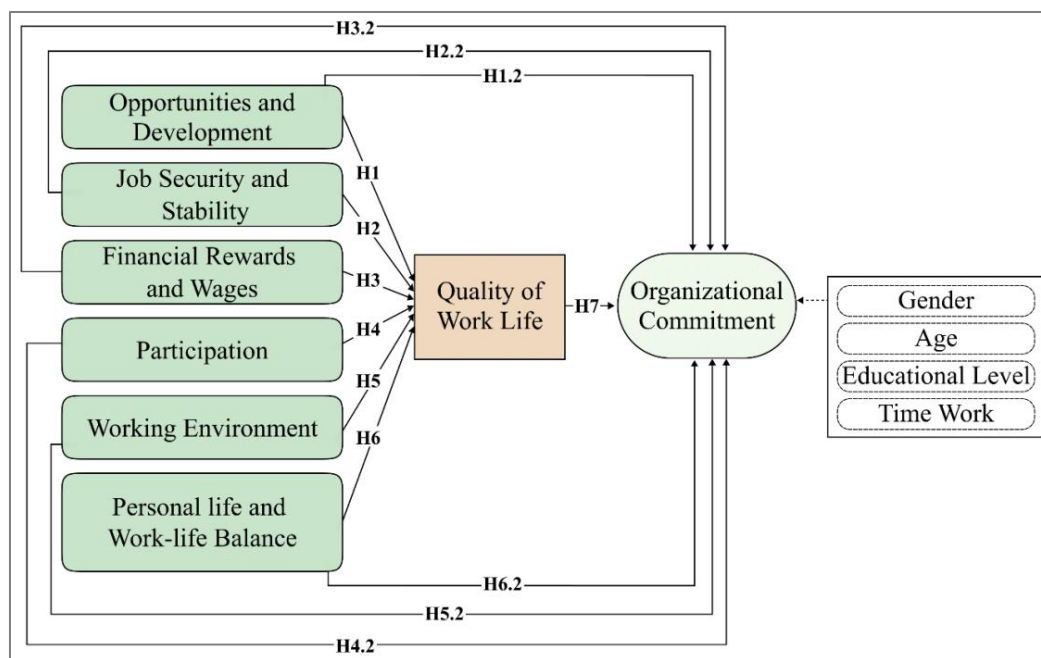 H3.2
H2.2
H1.2
Opportunities and
Development
H1
Job Security and
Stability
H2
Financial Rewards
and Wages
H3
Quality of
Work Life
H7
Organizational
Commitment
Gender
Age
Educational Level
Time Work
Participation
H4
Working Environment
H5
H6
Personal life and
Work-life Balance
H6.2
H5.2
H4.2